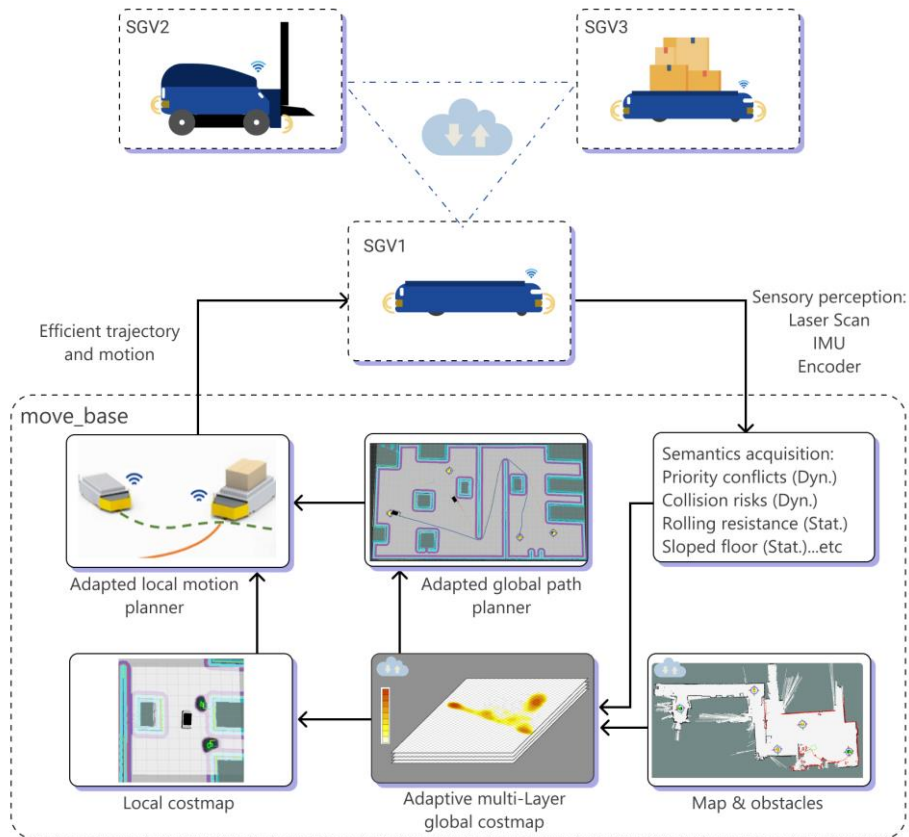 SGV2
SGV3
SGV1
Efficient trajectory
and motion
Sensory perception:
Laser Scan
IMU
Encoder
move_base
Semantics acquisition:
Priority conflicts (Dyn.)
Collision risks (Dyn.)
Rolling resistance (Stat.)
Sloped floor (Stat.)...etc
Adapted local motion
planner
Adapted global path
planner
Local costmap
Adaptive multi-Layer
global costmap
Map & obstacles